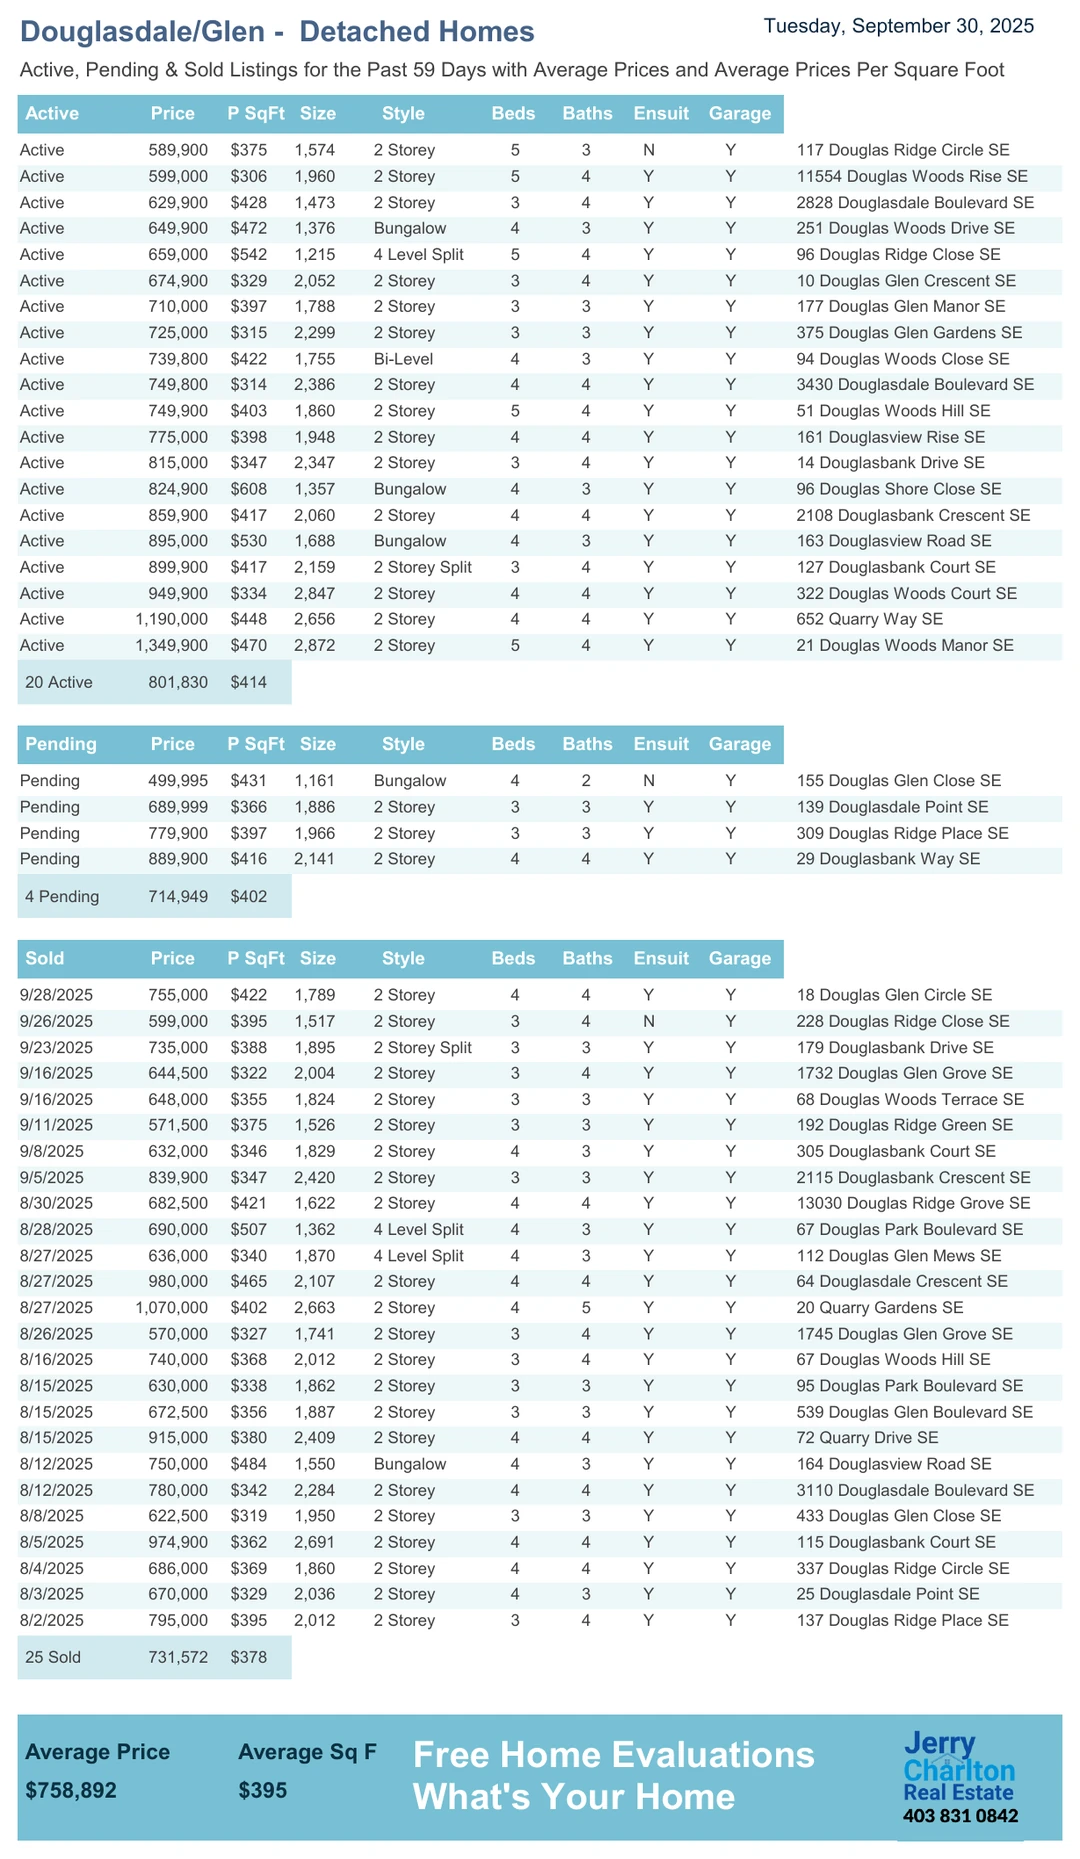 Douglasdale/Glen -  Detached Homes
Tuesday, September 30, 2025
Active, Pending & Sold Listings for the Past 59 Days with Average Prices and Average Prices Per Square Foot
Active Price P SqFt Size Style Beds Baths Ensuit Garage
Active 589,900 $375 1,574 2 Storey 5 3 N Y 117 Douglas Ridge Circle SE
Active 599,000 $306 1,960 2 Storey 5 4 Y Y 11554 Douglas Woods Rise SE
Active 629,900 $428 1,473 2 Storey 3 4 Y Y 2828 Douglasdale Boulevard SE
Active 649,900 $472 1,376 Bungalow 4 3 Y Y 251 Douglas Woods Drive SE
Active 659,000 $542 1,215 4 Level Split 5 4 Y Y 96 Douglas Ridge Close SE
Active 674,900 $329 2,052 2 Storey 3 4 Y Y 10 Douglas Glen Crescent SE
Active 710,000 $397 1,788 2 Storey 3 3 Y Y 177 Douglas Glen Manor SE
Active 725,000 $315 2,299 2 Storey 3 3 Y Y 375 Douglas Glen Gardens SE
Active 739,800 $422 1,755 Bi-Level 4 3 Y Y 94 Douglas Woods Close SE
Active 749,800 $314 2,386 2 Storey 4 4 Y Y 3430 Douglasdale Boulevard SE
Active 749,900 $403 1,860 2 Storey 5 4 Y Y 51 Douglas Woods Hill SE
Active 775,000 $398 1,948 2 Storey 4 4 Y Y 161 Douglasview Rise SE
Active 815,000 $347 2,347 2 Storey 3 4 Y Y 14 Douglasbank Drive SE
Active 824,900 $608 1,357 Bungalow 4 3 Y Y 96 Douglas Shore Close SE
Active 859,900 $417 2,060 2 Storey 4 4 Y Y 2108 Douglasbank Crescent SE
Active 895,000 $530 1,688 Bungalow 4 3 Y Y 163 Douglasview Road SE
Active 899,900 $417 2,159 2 Storey Split 3 4 Y Y 127 Douglasbank Court SE
Active 949,900 $334 2,847 2 Storey 4 4 Y Y 322 Douglas Woods Court SE
Active 1,190,000 $448 2,656 2 Storey 4 4 Y Y 652 Quarry Way SE
Active 1,349,900 $470 2,872 2 Storey 5 4 Y Y 21 Douglas Woods Manor SE
20 Active 801,830 $414
Pending Price P SqFt Size Style Beds Baths Ensuit Garage
Pending 499,995 $431 1,161 Bungalow 4 2 N Y 155 Douglas Glen Close SE
Pending 689,999 $366 1,886 2 Storey 3 3 Y Y 139 Douglasdale Point SE
Pending 779,900 $397 1,966 2 Storey 3 3 Y Y 309 Douglas Ridge Place SE
Pending 889,900 $416 2,141 2 Storey 4 4 Y Y 29 Douglasbank Way SE
4 Pending 714,949 $402
Sold Price P SqFt Size Style Beds Baths Ensuit Garage
9/28/2025 755,000 $422 1,789 2 Storey 4 4 Y Y 18 Douglas Glen Circle SE
9/26/2025 599,000 $395 1,517 2 Storey 3 4 N Y 228 Douglas Ridge Close SE
9/23/2025 735,000 $388 1,895 2 Storey Split 3 3 Y Y 179 Douglasbank Drive SE
9/16/2025 644,500 $322 2,004 2 Storey 3 4 Y Y 1732 Douglas Glen Grove SE
9/16/2025 648,000 $355 1,824 2 Storey 3 3 Y Y 68 Douglas Woods Terrace SE
9/11/2025 571,500 $375 1,526 2 Storey 3 3 Y Y 192 Douglas Ridge Green SE
9/8/2025 632,000 $346 1,829 2 Storey 4 3 Y Y 305 Douglasbank Court SE
9/5/2025 839,900 $347 2,420 2 Storey 3 3 Y Y 2115 Douglasbank Crescent SE
8/30/2025 682,500 $421 1,622 2 Storey 4 4 Y Y 13030 Douglas Ridge Grove SE
8/28/2025 690,000 $507 1,362 4 Level Split 4 3 Y Y 67 Douglas Park Boulevard SE
8/27/2025 636,000 $340 1,870 4 Level Split 4 3 Y Y 112 Douglas Glen Mews SE
8/27/2025 980,000 $465 2,107 2 Storey 4 4 Y Y 64 Douglasdale Crescent SE
8/27/2025 1,070,000 $402 2,663 2 Storey 4 5 Y Y 20 Quarry Gardens SE
8/26/2025 570,000 $327 1,741 2 Storey 3 4 Y Y 1745 Douglas Glen Grove SE
8/16/2025 740,000 $368 2,012 2 Storey 3 4 Y Y 67 Douglas Woods Hill SE
8/15/2025 630,000 $338 1,862 2 Storey 3 3 Y Y 95 Douglas Park Boulevard SE
8/15/2025 672,500 $356 1,887 2 Storey 3 3 Y Y 539 Douglas Glen Boulevard SE
8/15/2025 915,000 $380 2,409 2 Storey 4 4 Y Y 72 Quarry Drive SE
8/12/2025 750,000 $484 1,550 Bungalow 4 3 Y Y 164 Douglasview Road SE
8/12/2025 780,000 $342 2,284 2 Storey 4 4 Y Y 3110 Douglasdale Boulevard SE
8/8/2025 622,500 $319 1,950 2 Storey 3 3 Y Y 433 Douglas Glen Close SE
8/5/2025 974,900 $362 2,691 2 Storey 4 4 Y Y 115 Douglasbank Court SE
8/4/2025 686,000 $369 1,860 2 Storey 4 4 Y Y 337 Douglas Ridge Circle SE
8/3/2025 670,000 $329 2,036 2 Storey 4 3 Y Y 25 Douglasdale Point SE
8/2/2025 795,000 $395 2,012 2 Storey 3 4 Y Y 137 Douglas Ridge Place SE
25 Sold 731,572 $378
Average Price Average Sq F
$758,892 $395
Free Home Evaluations
What's Your Home
Jerry
Charlton
Real Estate
403 831 0842